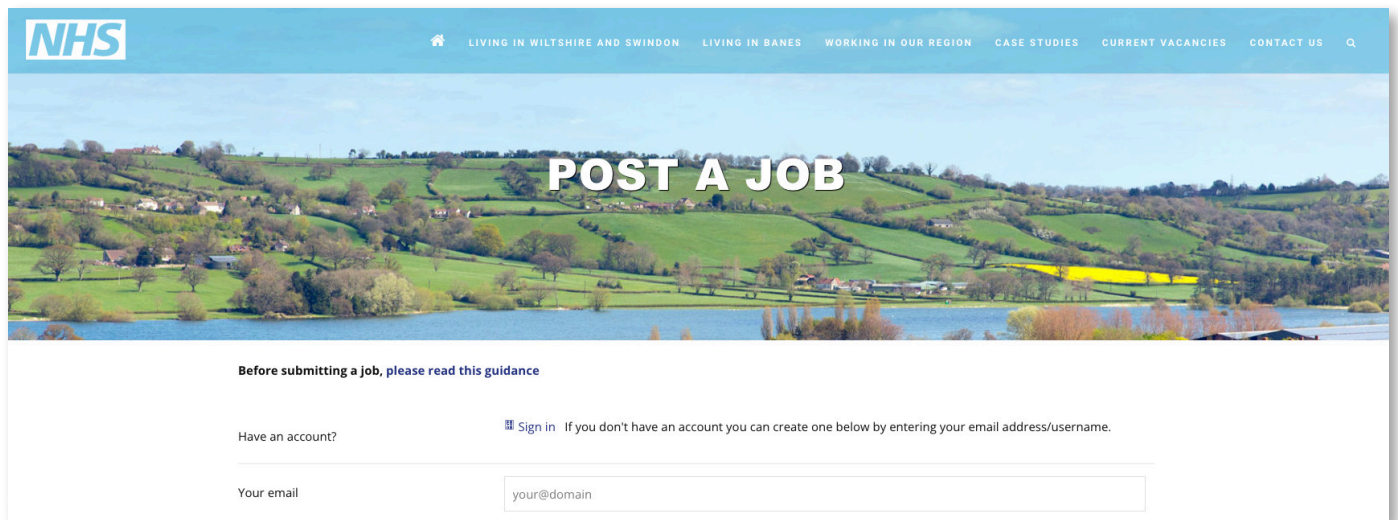 NHS
LIVING IN WILTSHIRE AND SWINDON LIVING IN BANES WORKING IN OUR REGION CASE STUDIES CURRENT VACANCIES CONTACT US
POST A JOB
Before submitting a job, please read this guidance
Have an account?
Sign in If you don't have an account you can create one below by entering your email address/username.
Your email
your@domain